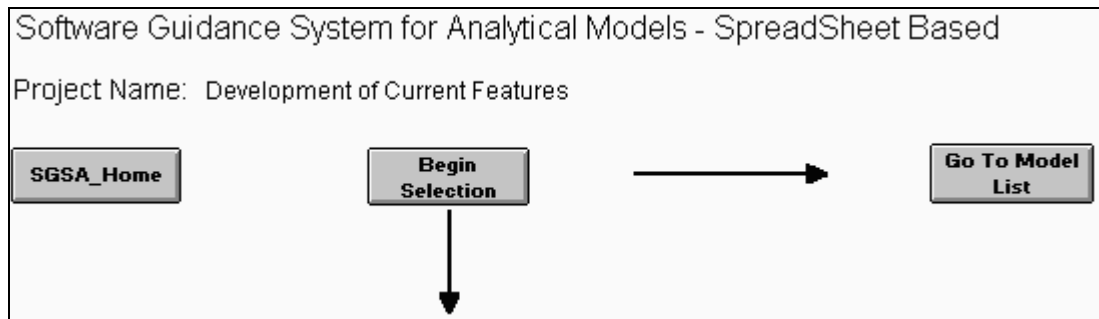 Software Guidance System for Analytical Models - SpreadSheet Based
Project Name: Development of Current Features
SGSA_Home
Begin
Selection
Go To Model
List